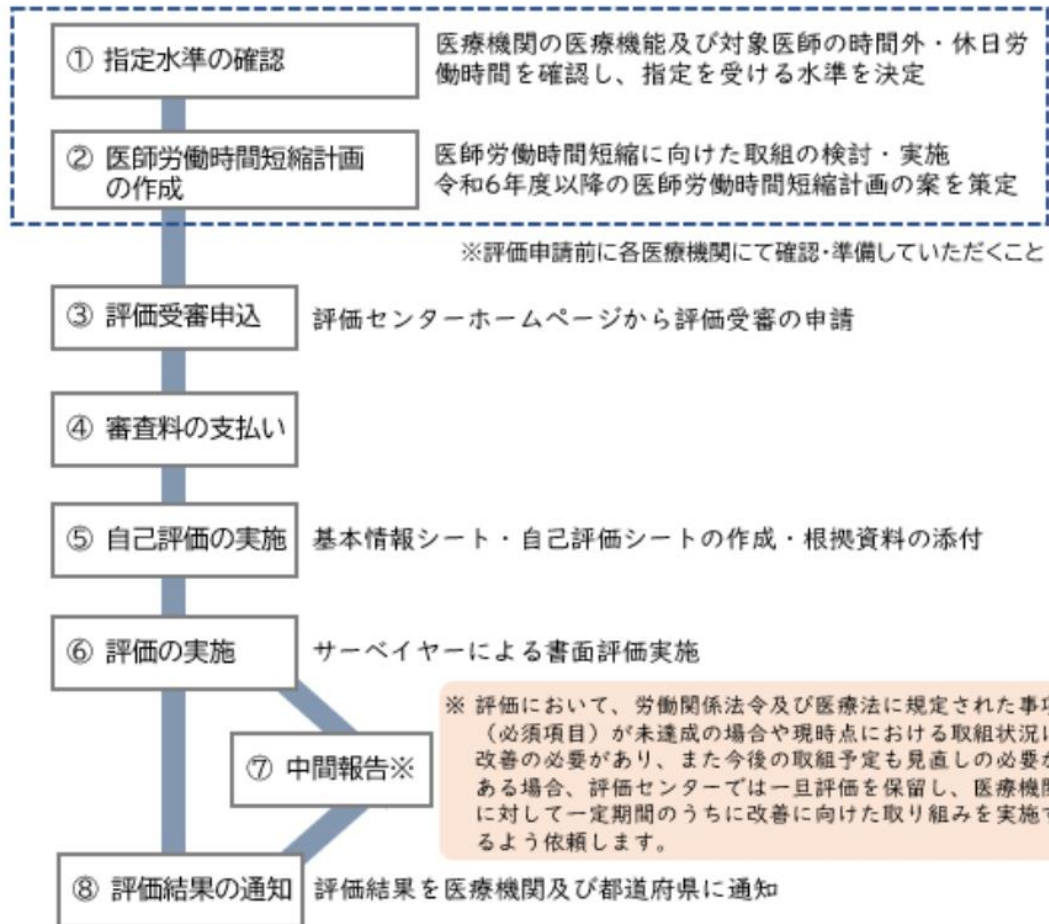 ① 指定水準の確認
医療機関の医療機能及び対象医師の時間外・休日労
働時間を確認し、指定を受ける水準を決定
② 医師労働時間短縮計画
の作成
医師労働時間短縮に向けた取組の検討・実施
令和6年度以降の医師労働時間短縮計画の案を策定
※評価申請前に各医療機関にて確認・準備していただくこと
③ 評価受審申込
評価センターホームページから評価受審の申請
④ 審査料の支払い
⑤ 自己評価の実施
基本情報シート・自己評価シートの作成・根拠資料の添付
⑥ 評価の実施
サーベイヤーによる書面評価実施
⑦ 中間報告※
※ 評価において、労働関係法令及び医療法に規定された事項
（必須項目）が未達成の場合や現時点における取組状況に
改善の必要があり、また今後の取組予定も見直しの必要が
ある場合、評価センターでは一旦評価を保留し、医療機関
に対して一定期間のうちに改善に向けた取り組みを実施す
るよう依頼します。
⑧ 評価結果の通知
評価結果を医療機関及び都道府県に通知